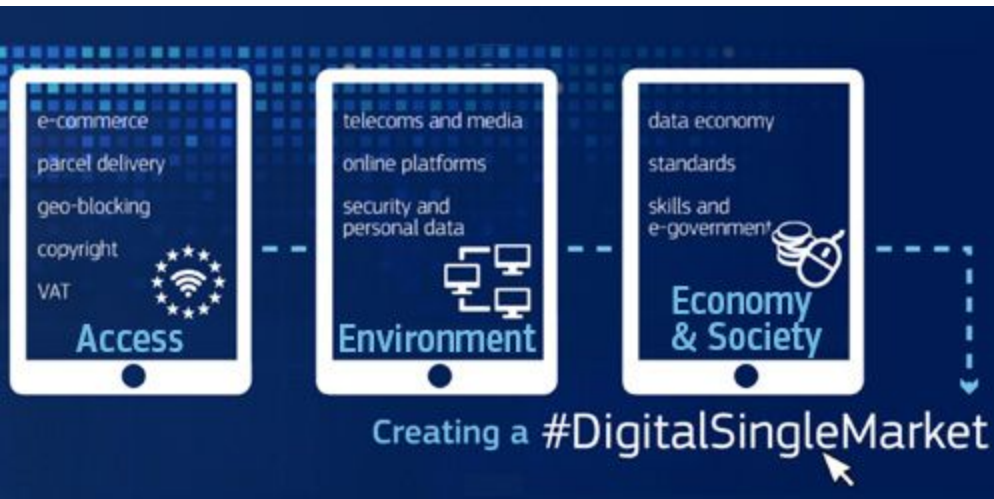 e-commerce
parcel delivery
geo-blocking
copyright
VAT
Access
telecoms and media
online platforms
security and
personal data
Environment
data economy
standards
skills and
e-government
Economy
& Society
Creating a #DigitalSingleMarket